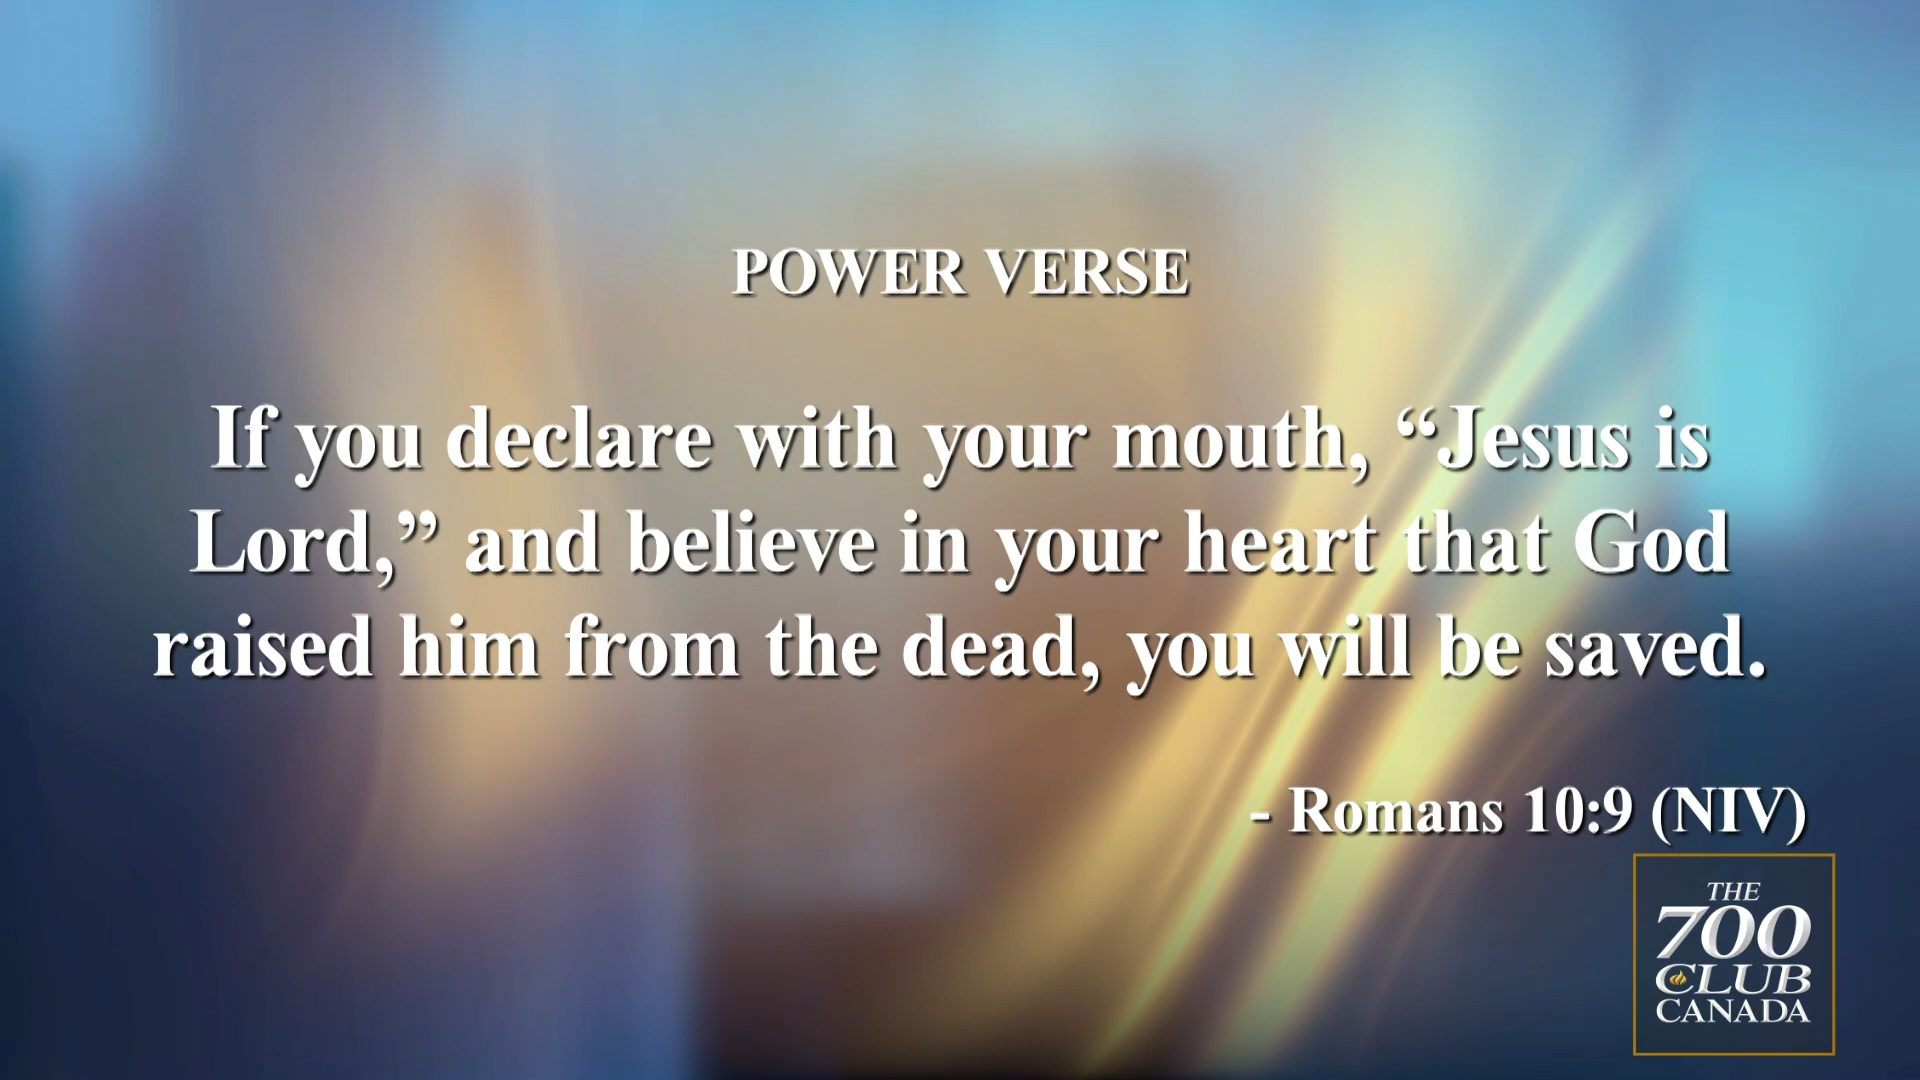 POWER VERSE
If you declare with your mouth, “Jesus is
Lord,” and believe in your heart that God
raised him from the dead, you will be saved.
- Romans 10:9 (NIV)
THE
700
CLUB
CANADA